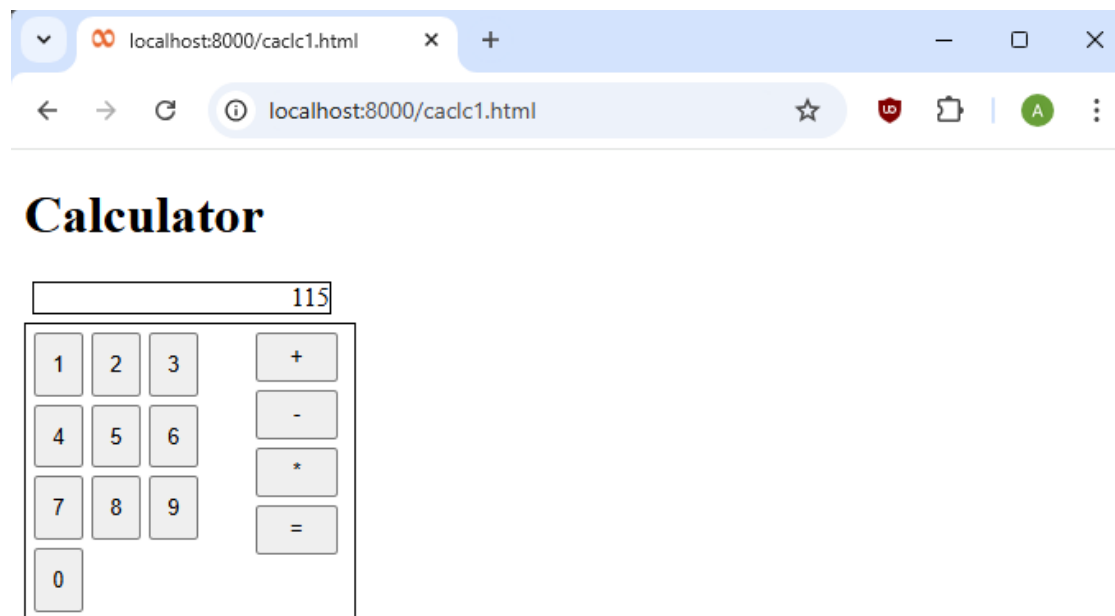 localhost:8000/caclc1.html
localhost:8000/caclc1.html
A
Calculator
115
1 2 3 +
4 5 6 -
7 8 9 *
0 =